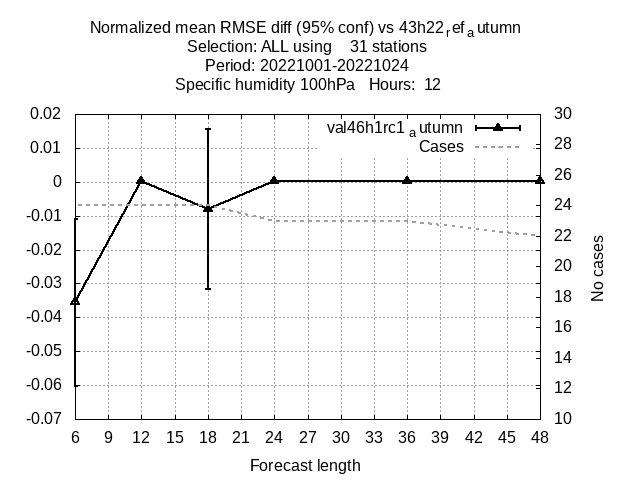 Normalized mean RMSE diff (95% conf) vs 43h22refautumn
Selection: ALL using 31 stations
Period: 20221001-20221024
Specific humidity 100hPa Hours: 12
val46h1rc1autumn
Cases
0.02
0.01
0
-0.01
-0.02
-0.03
-0.04
-0.05
-0.06
-0.07
30
28
26
24
22
20
18
16
14
12
10
No cases
6 9 12 15 18 21 24 27 30 33 36 39 42 45 48
Forecast length